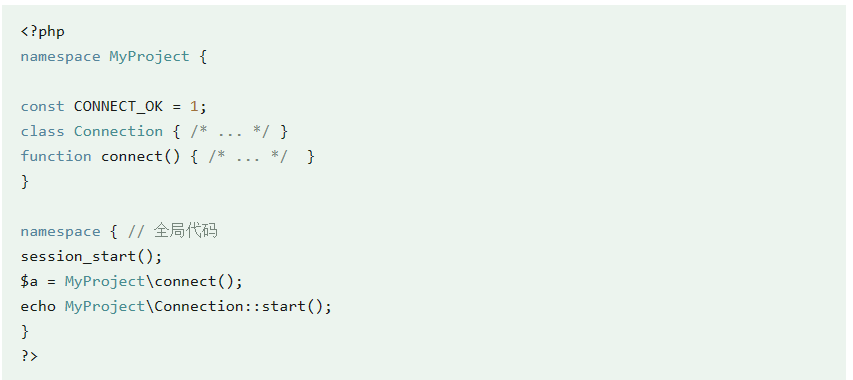 <?php
namespace MyProject {
const CONNECT_OK = 1;
class Connection { /* ... */ }
function connect() { /* ... */  }
}
namespace { // 全局代码
session_start();
$a = MyProject\connect();
echo MyProject\Connection::start();
}
?>